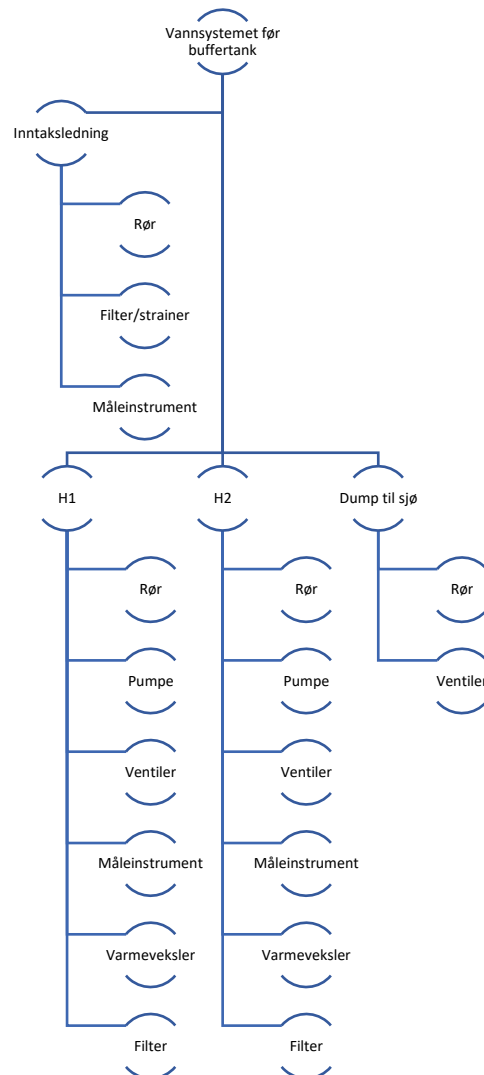 Vannsystemet før
buffertank
Inntaksledning
Rør
Filter/strainer
Måleinstrument
H1
H2
Dump til sjø
Rør
Rør
Rør
Pumpe
Pumpe
Ventiler
Ventiler
Ventiler
Måleinstrument
Måleinstrument
Varmeveksler
Varmeveksler
Filter
Filter